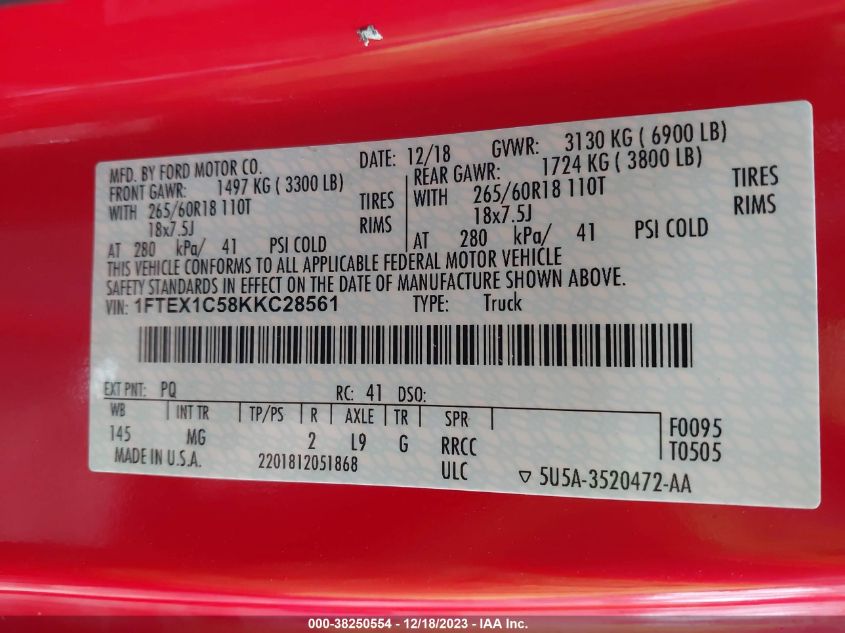 MFD. BY FORD MOTOR CO.
DATE: 12/18 GVWR: 3130 KG ( 6900 LB)
FRONT GAWR: 1497 KG ( 3300 LB)
REAR GAWR: 1724 KG ( 3800 LB)
WITH 265/60R18 110T TIRES
WITH 265/60R18 110T TIRES
18x7.5J RIMS
18x7.5J RIMS
AT 280 kPa/ 41 PSI COLD
AT 280 kPa/ 41 PSI COLD
THIS VEHICLE CONFORMS TO ALL APPLICABLE FEDERAL MOTOR VEHICLE
SAFETY STANDARDS IN EFFECT ON THE DATE OF MANUFACTURE SHOWN ABOVE.
VIN: 1FTEX1C58KKC28561 TYPE: Truck
EXT PNT: PQ RC: 41 DSO:
WB INT TR TP/PS R AXLE TR SPR
145 MG 2 L9 G RRCC
F0095
T0505
MADE IN U.S.A. 2201812051868 ULC
5U5A-3520472-AA
000-38250554 - 12/18/2023 - IAA Inc.